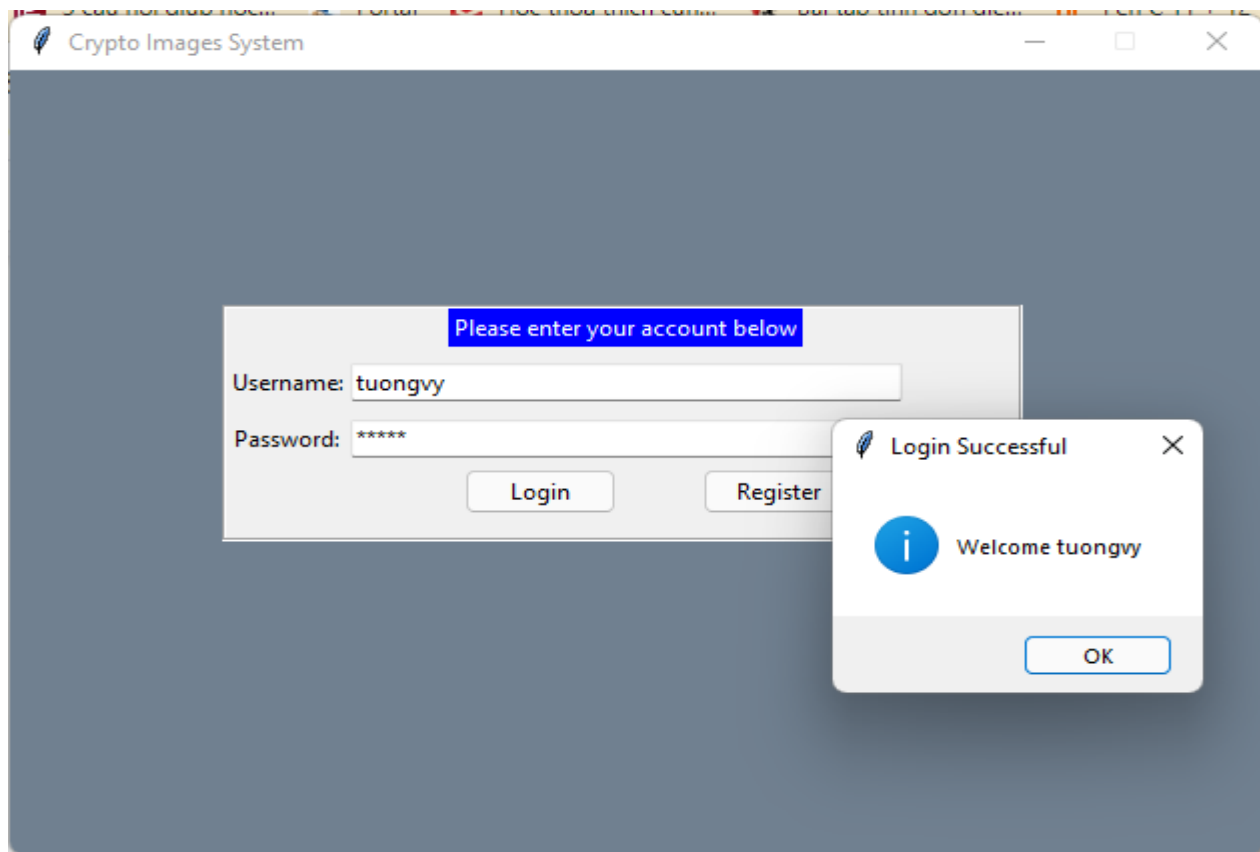 Crypto Images System
Please enter your account below
Username: tuongvy
Password: *****
Login Register
Login Successful
Welcome tuongvy
OK